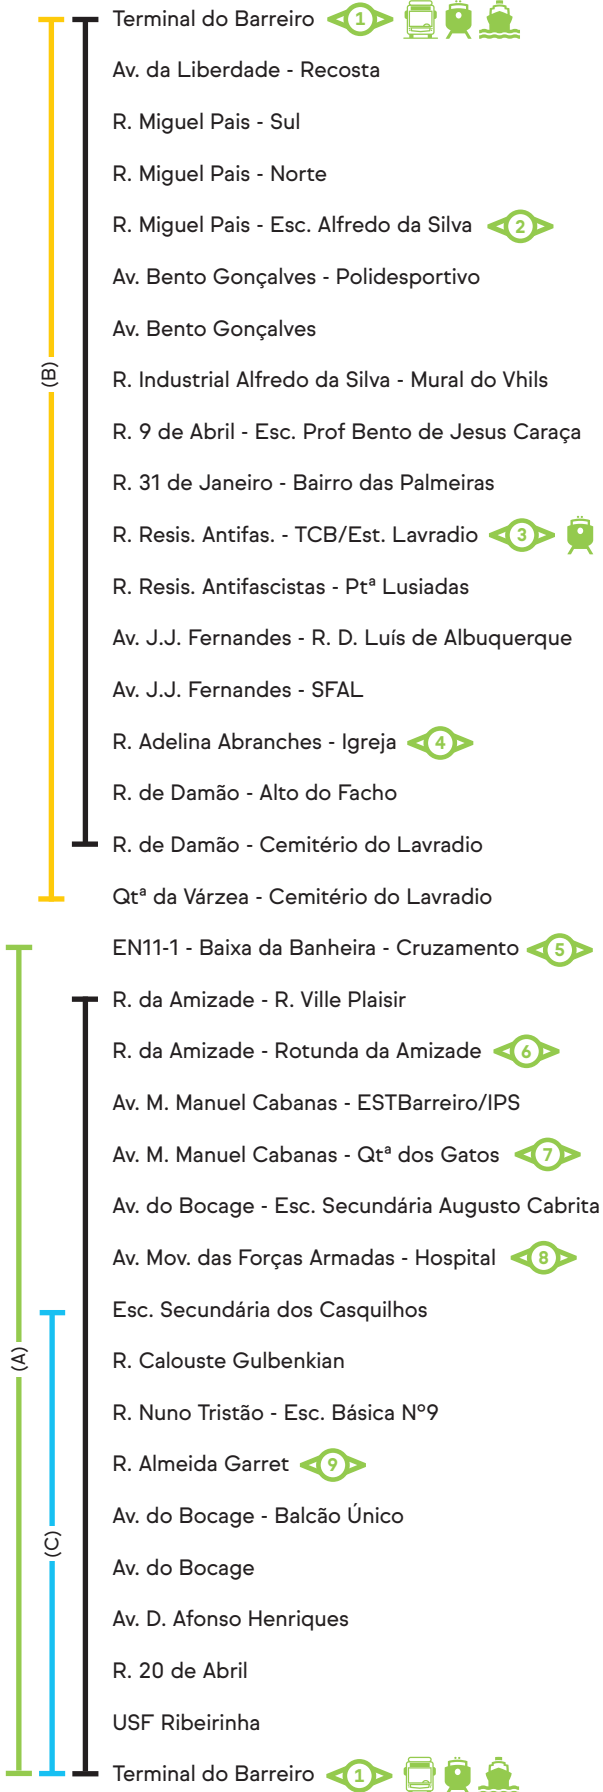 Terminal do Barreiro 1
Av. da Liberdade - Recosta
R. Miguel Pais - Sul
R. Miguel Pais - Norte
R. Miguel Pais - Esc. Alfredo da Silva 2
Av. Bento Gonçalves - Polidesportivo
Av. Bento Gonçalves
(B)
R. Industrial Alfredo da Silva - Mural do Vhils
R. 9 de Abril - Esc. Prof Bento de Jesus Caraça
R. 31 de Janeiro - Bairro das Palmeiras
R. Resis. Antifas. - TCB/Est. Lavradio 3
R. Resis. Antifascistas - Ptª Lusiadas
Av. J.J. Fernandes - R. D. Luís de Albuquerque
Av. J.J. Fernandes - SFAL
R. Adelina Abranches - Igreja 4
R. de Damão - Alto do Facho
R. de Damão - Cemitério do Lavradio
Qtª da Várzea - Cemitério do Lavradio
EN11-1 - Baixa da Banheira - Cruzamento 5
R. da Amizade - R. Ville Plaisir
R. da Amizade - Rotunda da Amizade 6
Av. M. Manuel Cabanas - ESTBarreiro/IPS
Av. M. Manuel Cabanas - Qtª dos Gatos 7
Av. do Bocage - Esc. Secundária Augusto Cabrita
Av. Mov. das Forças Armadas - Hospital 8
Esc. Secundária dos Casquilhos
(A)
R. Calouste Gulbenkian
R. Nuno Tristão - Esc. Básica Nº9
R. Almeida Garret 9
Av. do Bocage - Balcão Único
(C)
Av. do Bocage
Av. D. Afonso Henriques
R. 20 de Abril
USF Ribeirinha
Terminal do Barreiro 1